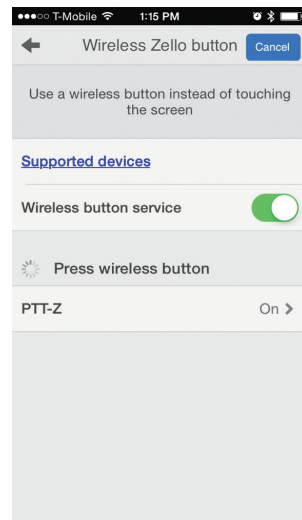 T-Mobile 1:15 PM
Wireless Zello button Cancel
Use a wireless button instead of touching
the screen
Supported devices
Wireless button service
Press wireless button
PTT-Z On